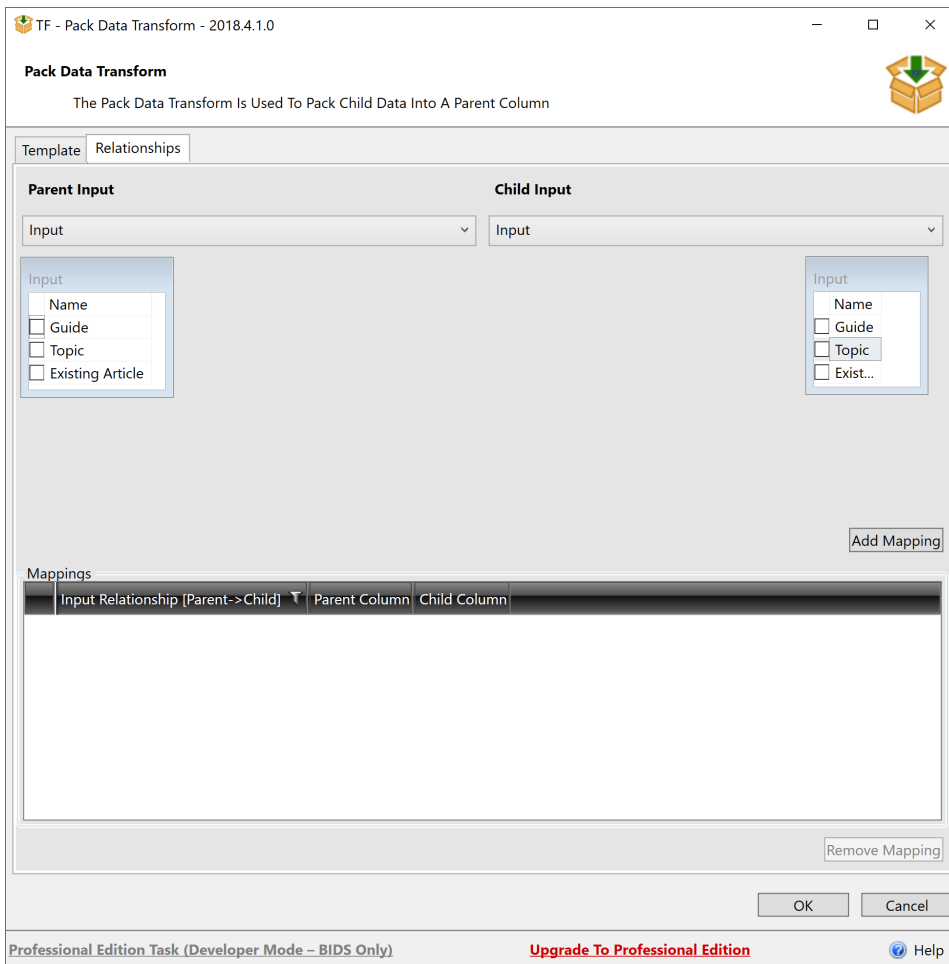 TF - Pack Data Transform - 2018.4.1.0
Pack Data Transform
The Pack Data Transform Is Used To Pack Child Data Into A Parent Column
Template Relationships
Parent Input
Child Input
Input
Input
Input
Name
Guide
Topic
Existing Article
Input
Name
Guide
Topic
Exist...
Add Mapping
Mappings
Input Relationship [Parent->Child] Parent Column Child Column
Remove Mapping
OK Cancel
Professional Edition Task (Developer Mode – BIDS Only) Upgrade To Professional Edition Help